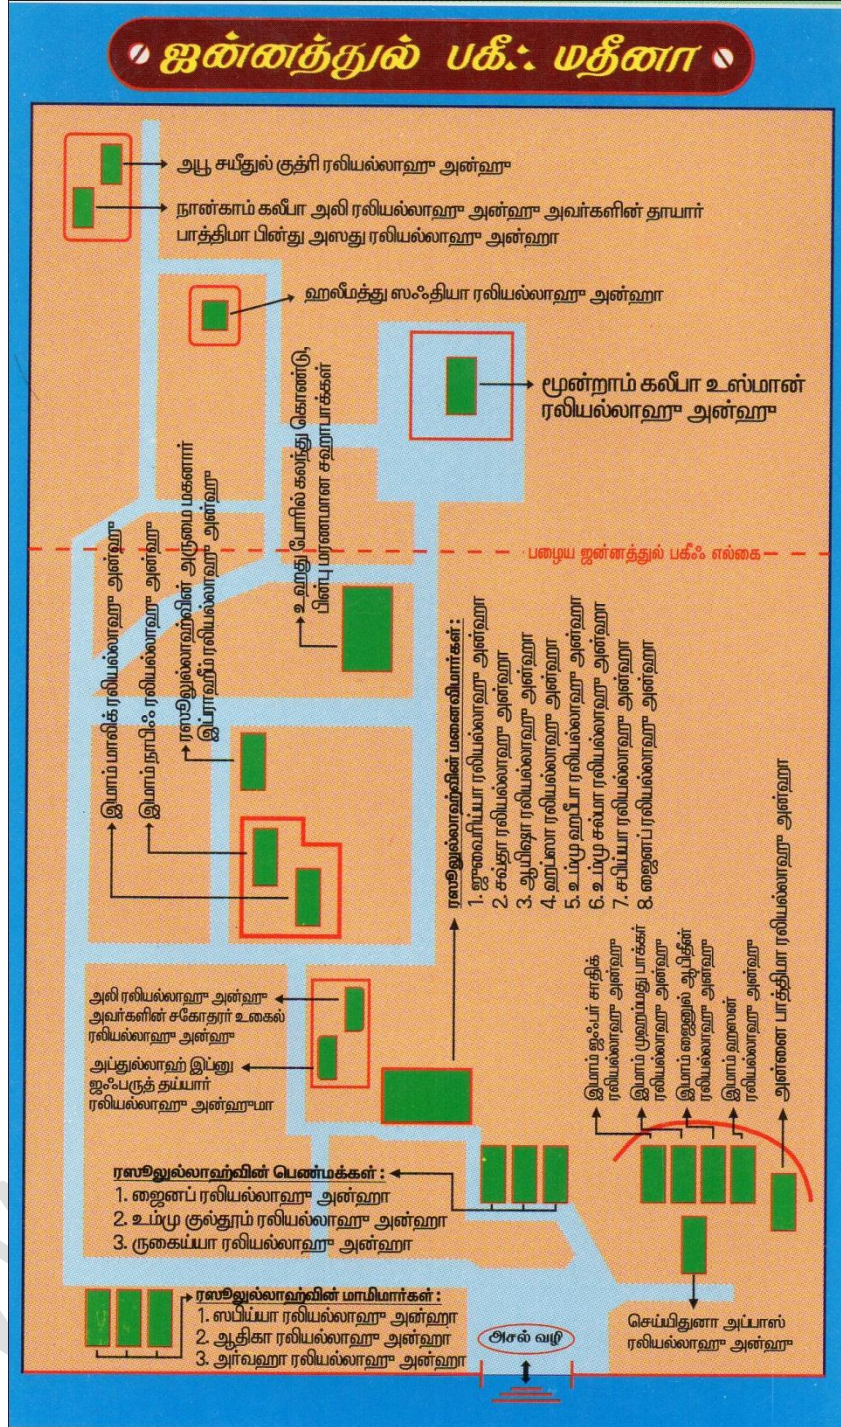 ஜன்னத்துல் பகீஃ மதீனா
அபூ சயீதுல் குத்ரி ரலியல்லாஹு அன்ஹு
நான்காம் கலீபா அலி ரலியல்லாஹு அன்ஹு அவர்களின் தாயார்
பாத்திமா பின்து அஸது ரலியல்லாஹு அன்ஹா
ஹலீமத்து ஸஃதியா ரலியல்லாஹு அன்ஹா
மூன்றாம் கலீபா உஸ்மான்
ரலியல்லாஹு அன்ஹு
உஹது போரில் கலந்து கொண்டு,
பின்பு மரணமான சஹாபாக்கள்
பழைய ஜன்னத்துல் பகீஃ எல்கை
இமாம் மாலிக் ரலியல்லாஹு அன்ஹு
இமாம் நாபிஃ ரலியல்லாஹு அன்ஹு
ரஸூலுல்லாஹ்வின் அருமை மகனார்
இப்ராஹீம் ரலியல்லாஹு அன்ஹு
ரஸூலுல்லாஹ்வின் மனைவிமார்கள் :
1. ஜுவைரிய்யா ரலியல்லாஹு அன்ஹா
2. சவ்தா ரலியல்லாஹு அன்ஹா
3. ஆயிஷா ரலியல்லாஹு அன்ஹா
4. ஹப்ஸா ரலியல்லாஹு அன்ஹா
5. உம்மு ஹபீபா ரலியல்லாஹு அன்ஹா
6. உம்மு சல்மா ரலியல்லாஹு அன்ஹா
7. சபிய்யா ரலியல்லாஹு அன்ஹா
8. ஜைனப் ரலியல்லாஹு அன்ஹா
இமாம் ஜஃபர் சாதிக்
ரலியல்லாஹு அன்ஹு
இமாம் முஹம்மது பாக்கர்
ரலியல்லாஹு அன்ஹு
இமாம் ஜைனுல் ஆபிதீன்
ரலியல்லாஹு அன்ஹு
இமாம் ஹஸன்
ரலியல்லாஹு அன்ஹு
அன்னை பாத்திமா ரலியல்லாஹு அன்ஹா
அலி ரலியல்லாஹு அன்ஹு
அவர்களின் சகோதரர் உகைல்
ரலியல்லாஹு அன்ஹு
அப்துல்லாஹ் இப்னு
ஜஃபருத் தய்யார்
ரலியல்லாஹு அன்ஹுமா
ரஸூலுல்லாஹ்வின் பெண்மக்கள் :
1. ஜைனப் ரலியல்லாஹு அன்ஹா
2. உம்மு குல்தூம் ரலியல்லாஹு அன்ஹா
3. ருகைய்யா ரலியல்லாஹு அன்ஹா
ரஸூலுல்லாஹ்வின் மாமிமார்கள் :
1. ஸபிய்யா ரலியல்லாஹு அன்ஹா
2. ஆதிகா ரலியல்லாஹு அன்ஹா
3. அர்வஹா ரலியல்லாஹு அன்ஹா
அசல் வழி
செய்யிதுனா அப்பாஸ்
ரலியல்லாஹு அன்ஹு